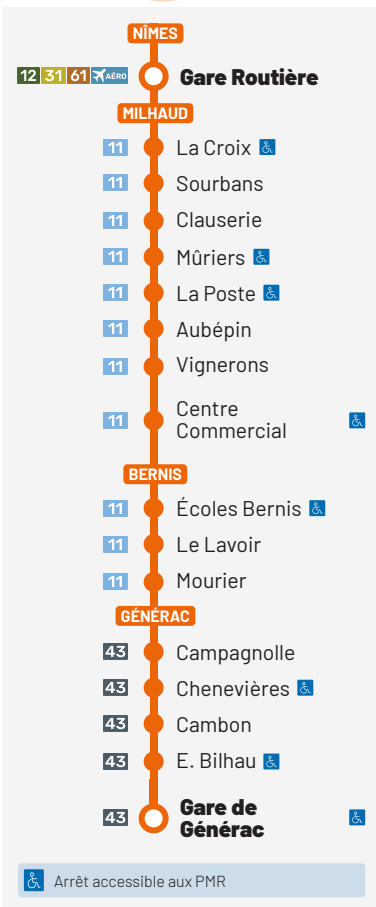 NÎMES
12 31 61 AÉRO Gare Routière
MILHAUD
11 La Croix
11 Sourbans
11 Clauserie
11 Mûriers
11 La Poste
11 Aubépin
11 Vignerons
11 Centre
Commercial
BERNIS
11 Écoles Bernis
11 Le Lavoir
11 Mourier
GÉNÉRAC
43 Campagnolle
43 Chenevières
43 Cambon
43 E. Bilhau
43 Gare de
Générac
Arrêt accessible aux PMR